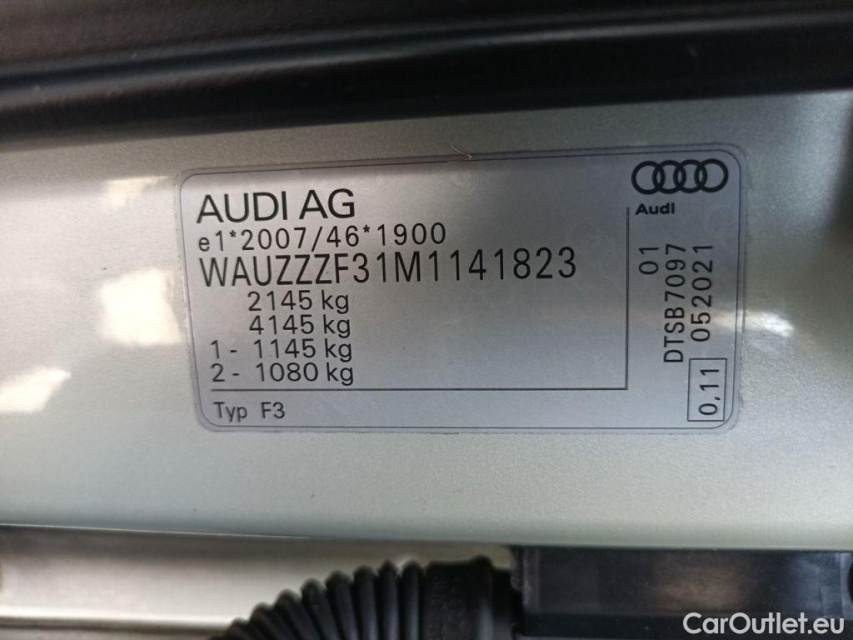 AUDI AG
e1*2007/46*1900
WAUZZZF31M1141823
2145 kg
4145 kg
1 - 1145 kg
2 - 1080 kg
Typ F3
Audi
01
DTSB7097
052021
0,11
CarOutlet.eu